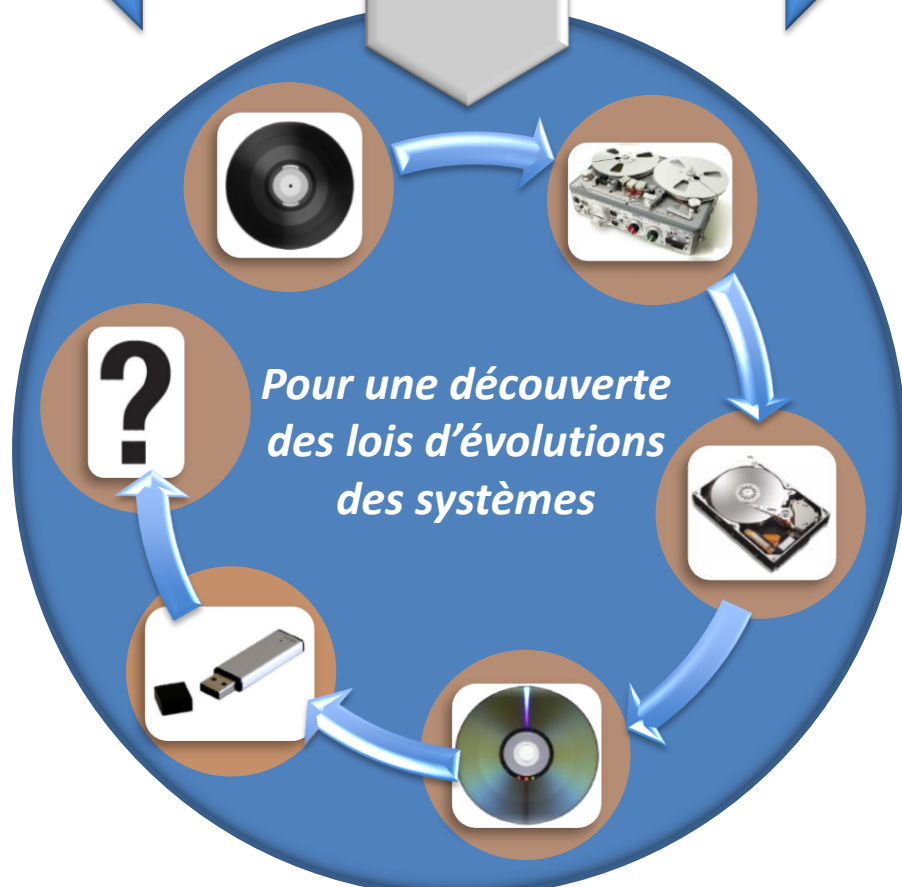 ?
Pour une découverte
des lois d’évolutions
des systèmes